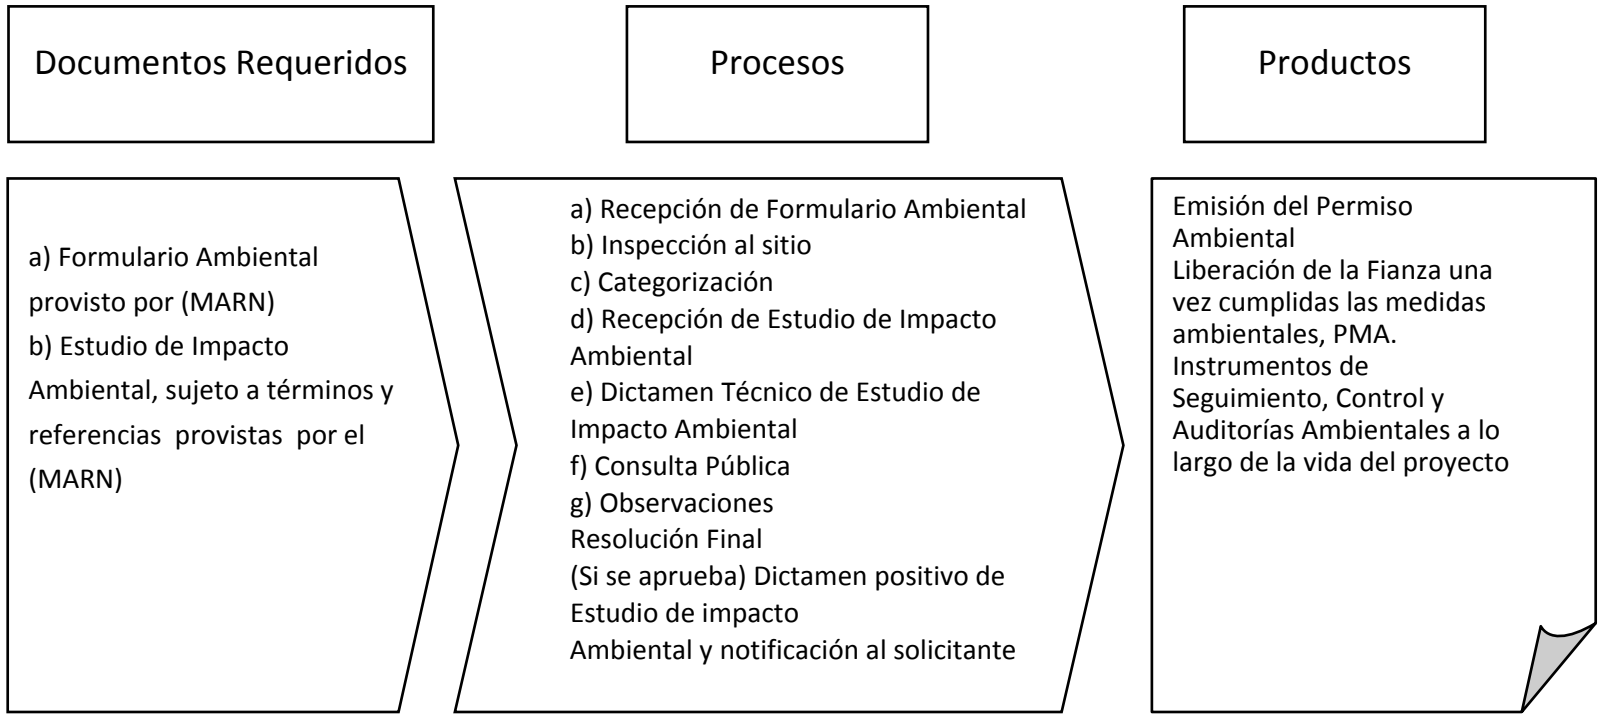 Documentos Requeridos
Procesos
Productos
a) Formulario Ambiental
provisto por (MARN)
b) Estudio de Impacto
Ambiental, sujeto a términos y
referencias provistas por el
(MARN)
a) Recepción de Formulario Ambiental
b) Inspección al sitio
c) Categorización
d) Recepción de Estudio de Impacto
Ambiental
e) Dictamen Técnico de Estudio de
Impacto Ambiental
f) Consulta Pública
g) Observaciones
Resolución Final
(Si se aprueba) Dictamen positivo de
Estudio de impacto
Ambiental y notificación al solicitante
Emisión del Permiso
Ambiental
Liberación de la Fianza una
vez cumplidas las medidas
ambientales, PMA.
Instrumentos de
Seguimiento, Control y
Auditorías Ambientales a lo
largo de la vida del proyecto